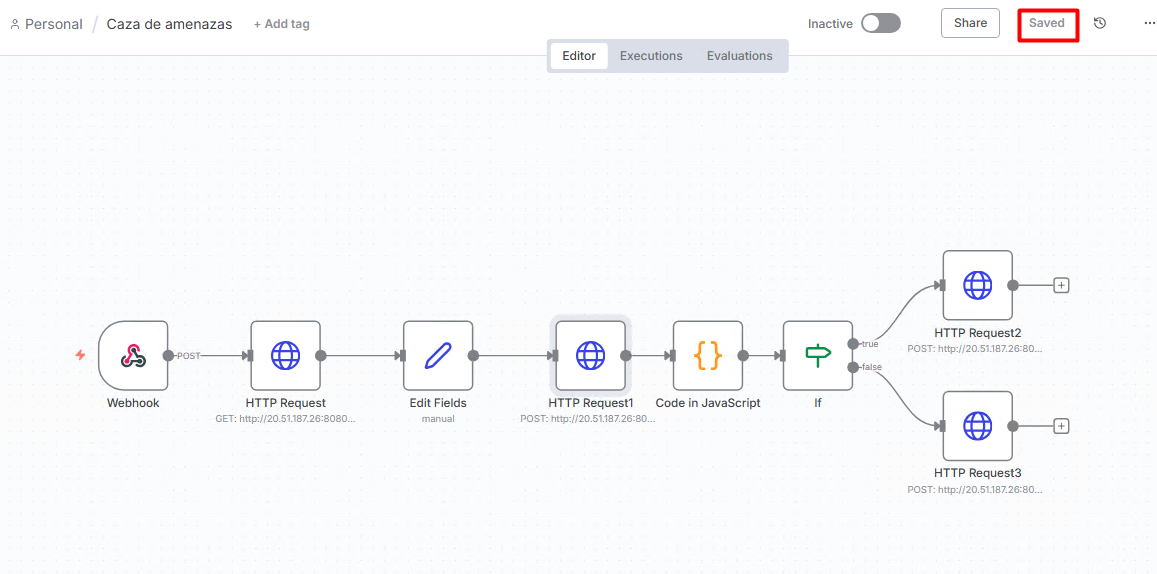 Personal / Caza de amenazas + Add tag
Inactive
Share
Saved
Editor Executions Evaluations
Webhook
POST
HTTP Request
GET: http://20.51.187.26:8080...
Edit Fields
manual
HTTP Request1
POST: http://20.51.187.26:80...
Code in JavaScript
If
true
false
HTTP Request2
POST: http://20.51.187.26:80...
HTTP Request3
POST: http://20.51.187.26:80...